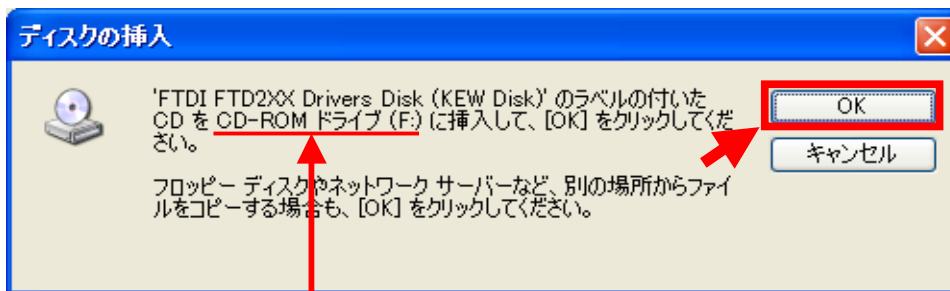 ディスクの挿入
'FTDI FTD2XX Drivers Disk (KEW Disk)' のラベルの付いた
CD を CD-ROM ドライブ (F:) に挿入して、[OK] をクリックしてくだ
さい。
フロッピー ディスクやネットワーク サーバーなど、別の場所からファイ
ルをコピーする場合も、[OK] をクリックしてください。
OK
キャンセル